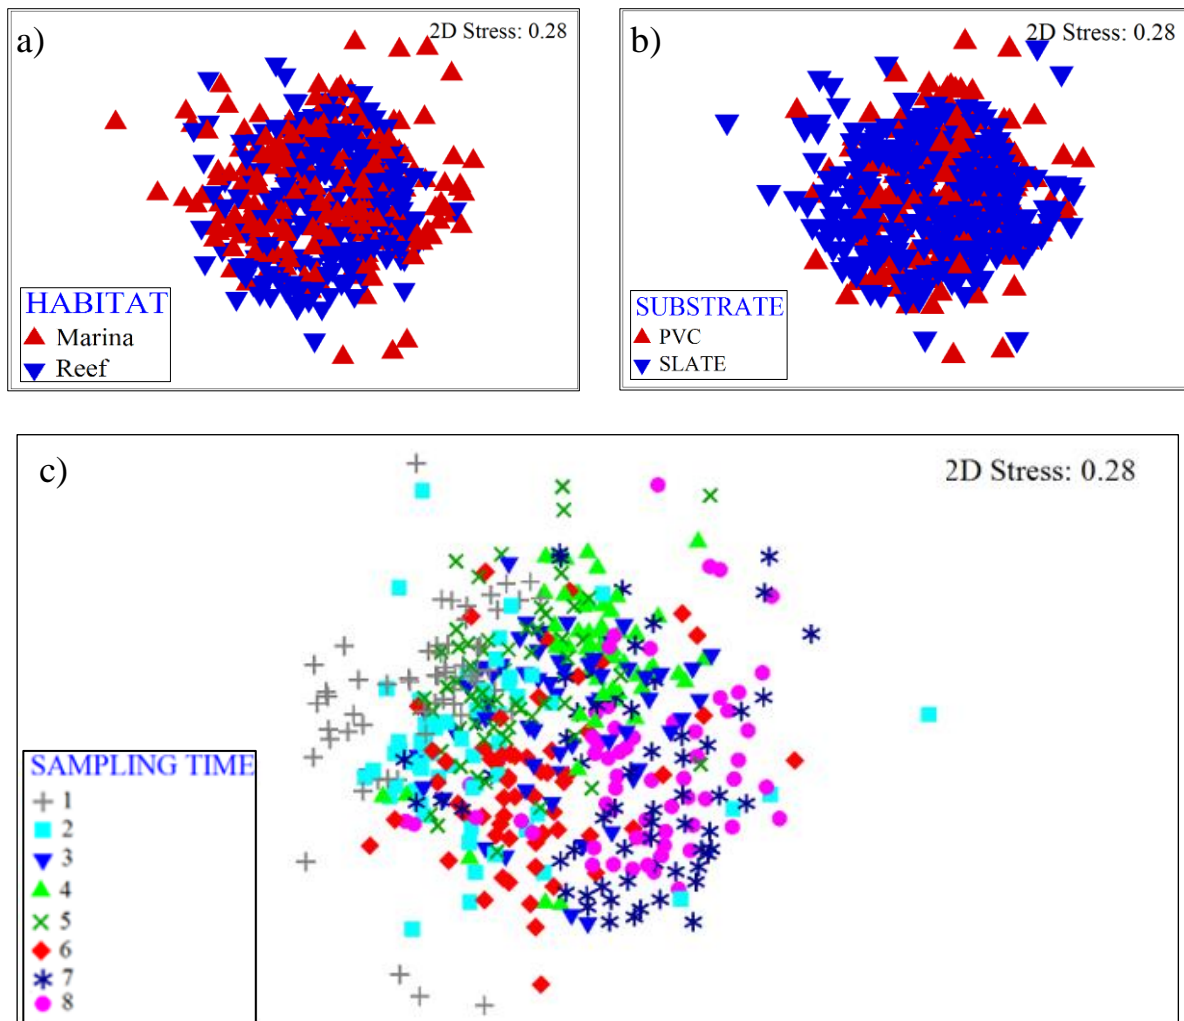 a)
2D Stress: 0.28
HABITAT
Marina
Reef
b)
2D Stress: 0.28
SUBSTRATE
PVC
SLATE
c)
2D Stress: 0.28
SAMPLING TIME
1
2
3
4
5
6
7
8